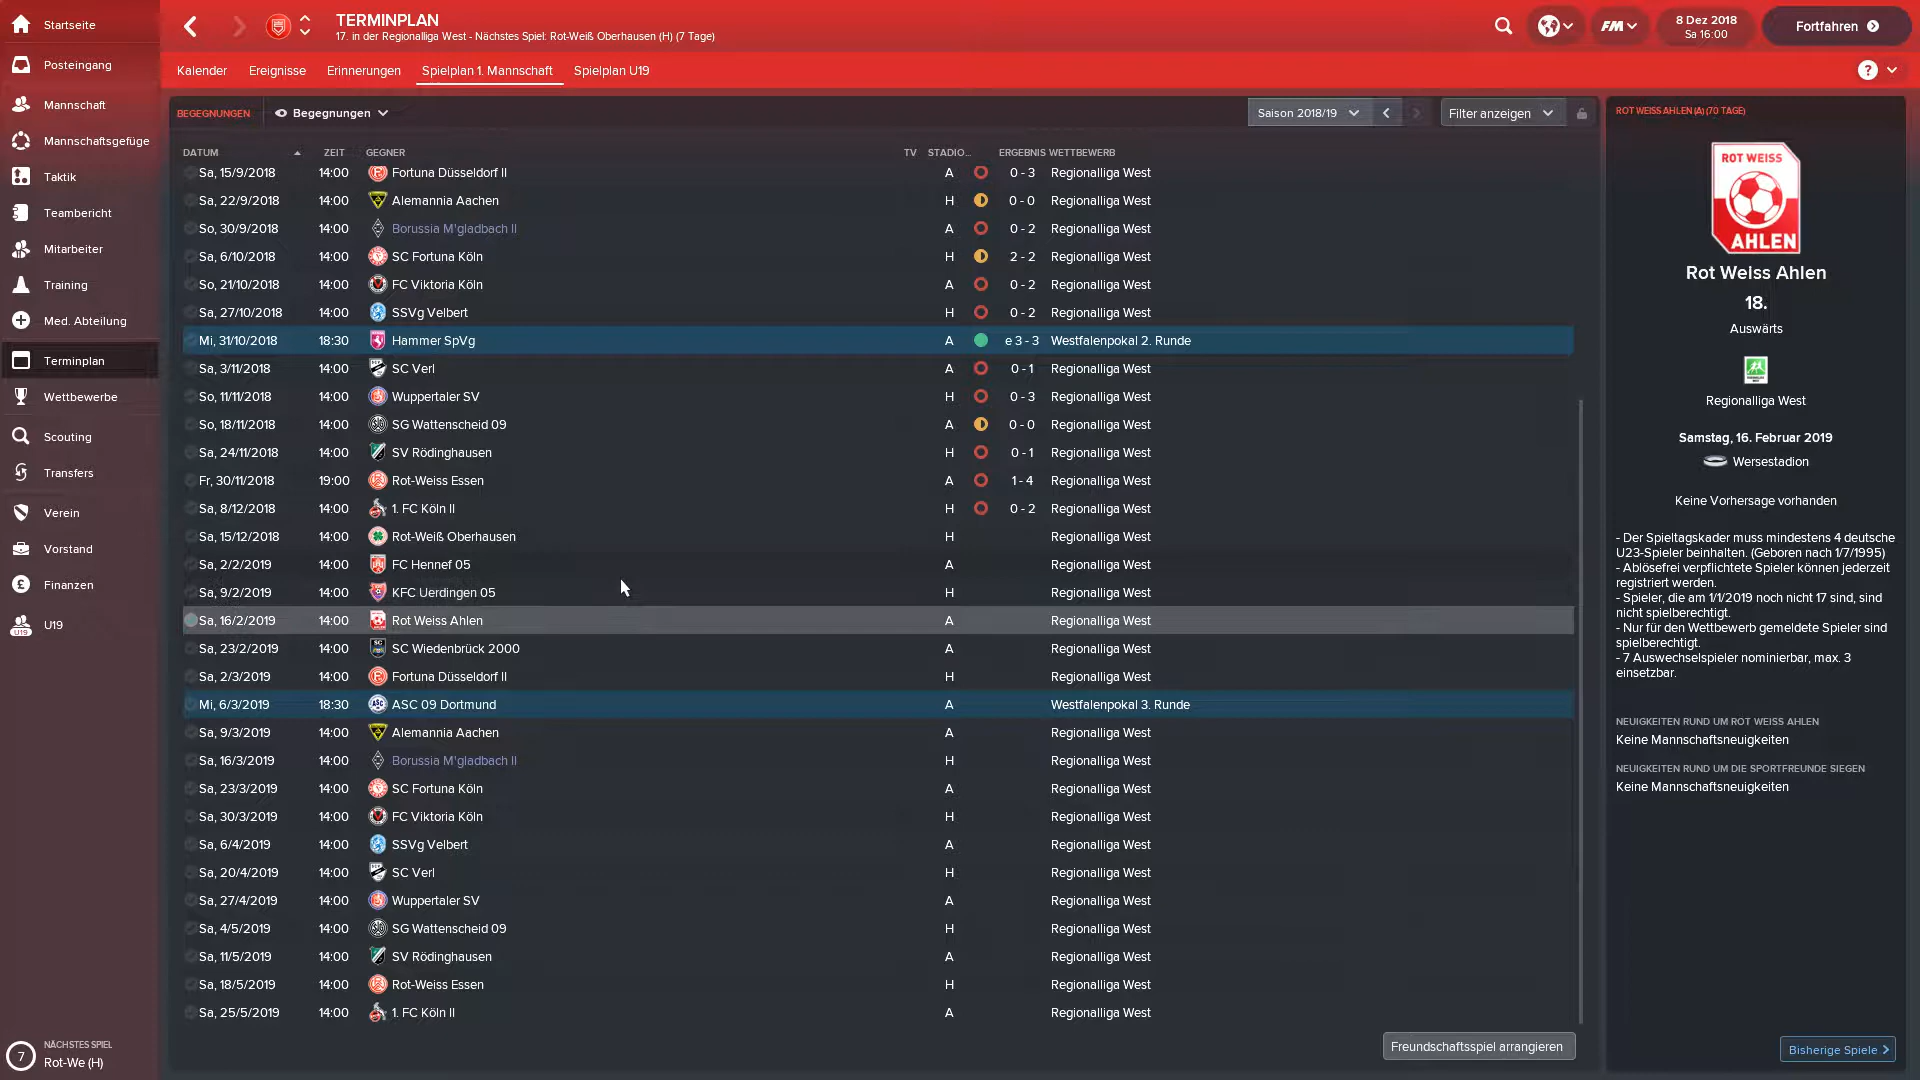 Startseite
Posteingang
Mannschaft
Mannschaftsgefüge
Taktik
Teambericht
Mitarbeiter
Training
Med. Abteilung
Terminplan
Wettbewerbe
Scouting
Transfers
Verein
Vorstand
Finanzen
U19
U19
7
NÄCHSTES SPIEL
Rot-We (H)
TERMINPLAN
17. in der Regionalliga West - Nächstes Spiel: Rot-Weiß Oberhausen (H) (7 Tage)
FM
8 Dez 2018
Sa 16:00
Fortfahren
Kalender Ereignisse Erinnerungen Spielplan 1. Mannschaft Spielplan U19
?
BEGEGNUNGEN Begegnungen Saison 2018/19 Filter anzeigen
DATUM ZEIT GEGNER TV STADIO... ERGEBNIS WETTBEWERB
Sa, 15/9/2018 14:00 Fortuna Düsseldorf II A 0 - 3 Regionalliga West
Sa, 22/9/2018 14:00 Alemannia Aachen H 0 - 0 Regionalliga West
So, 30/9/2018 14:00 Borussia M'gladbach II A 0 - 2 Regionalliga West
Sa, 6/10/2018 14:00 SC Fortuna Köln H 2 - 2 Regionalliga West
So, 21/10/2018 14:00 FC Viktoria Köln A 0 - 2 Regionalliga West
Sa, 27/10/2018 14:00 SSVg Velbert H 0 - 2 Regionalliga West
Mi, 31/10/2018 18:30 Hammer SpVg A e 3 - 3 Westfalenpokal 2. Runde
Sa, 3/11/2018 14:00 SC Verl A 0 - 1 Regionalliga West
So, 11/11/2018 14:00 Wuppertaler SV H 0 - 3 Regionalliga West
So, 18/11/2018 14:00 SG Wattenscheid 09 A 0 - 0 Regionalliga West
Sa, 24/11/2018 14:00 SV Rödinghausen H 0 - 1 Regionalliga West
Fr, 30/11/2018 19:00 Rot-Weiss Essen A 1 - 4 Regionalliga West
Sa, 8/12/2018 14:00 1. FC Köln II H 0 - 2 Regionalliga West
Sa, 15/12/2018 14:00 Rot-Weiß Oberhausen H Regionalliga West
Sa, 2/2/2019 14:00 FC Hennef 05 A Regionalliga West
Sa, 9/2/2019 14:00 KFC Uerdingen 05 H Regionalliga West
Sa, 16/2/2019 14:00 Rot Weiss Ahlen A Regionalliga West
Sa, 23/2/2019 14:00 SC Wiedenbrück 2000 A Regionalliga West
Sa, 2/3/2019 14:00 Fortuna Düsseldorf II H Regionalliga West
Mi, 6/3/2019 18:30 ASC 09 Dortmund A Westfalenpokal 3. Runde
Sa, 9/3/2019 14:00 Alemannia Aachen A Regionalliga West
Sa, 16/3/2019 14:00 Borussia M'gladbach II H Regionalliga West
Sa, 23/3/2019 14:00 SC Fortuna Köln A Regionalliga West
Sa, 30/3/2019 14:00 FC Viktoria Köln H Regionalliga West
Sa, 6/4/2019 14:00 SSVg Velbert A Regionalliga West
Sa, 20/4/2019 14:00 SC Verl H Regionalliga West
Sa, 27/4/2019 14:00 Wuppertaler SV A Regionalliga West
Sa, 4/5/2019 14:00 SG Wattenscheid 09 H Regionalliga West
Sa, 11/5/2019 14:00 SV Rödinghausen A Regionalliga West
Sa, 18/5/2019 14:00 Rot-Weiss Essen H Regionalliga West
Sa, 25/5/2019 14:00 1. FC Köln II A Regionalliga West
Freundschaftsspiel arrangieren
ROT WEISS AHLEN (A) (70 TAGE)
ROT WEISS
AHLEN
Rot Weiss Ahlen
18.
Auswärts
Regionalliga West
Samstag, 16. Februar 2019
Wersestadion
Keine Vorhersage vorhanden
- Der Spieltagskader muss mindestens 4 deutsche
U23-Spieler beinhalten. (Geboren nach 1/7/1995)
- Ablösefrei verpflichtete Spieler können jederzeit
registriert werden.
- Spieler, die am 1/1/2019 noch nicht 17 sind, sind
nicht spielberechtigt.
- Nur für den Wettbewerb gemeldete Spieler sind
spielberechtigt.
- 7 Auswechselspieler nominierbar, max. 3
einsetzbar.
NEUIGKEITEN RUND UM ROT WEISS AHLEN
Keine Mannschaftsneuigkeiten
NEUIGKEITEN RUND UM DIE SPORTFREUNDE SIEGEN
Keine Mannschaftsneuigkeiten
Bisherige Spiele